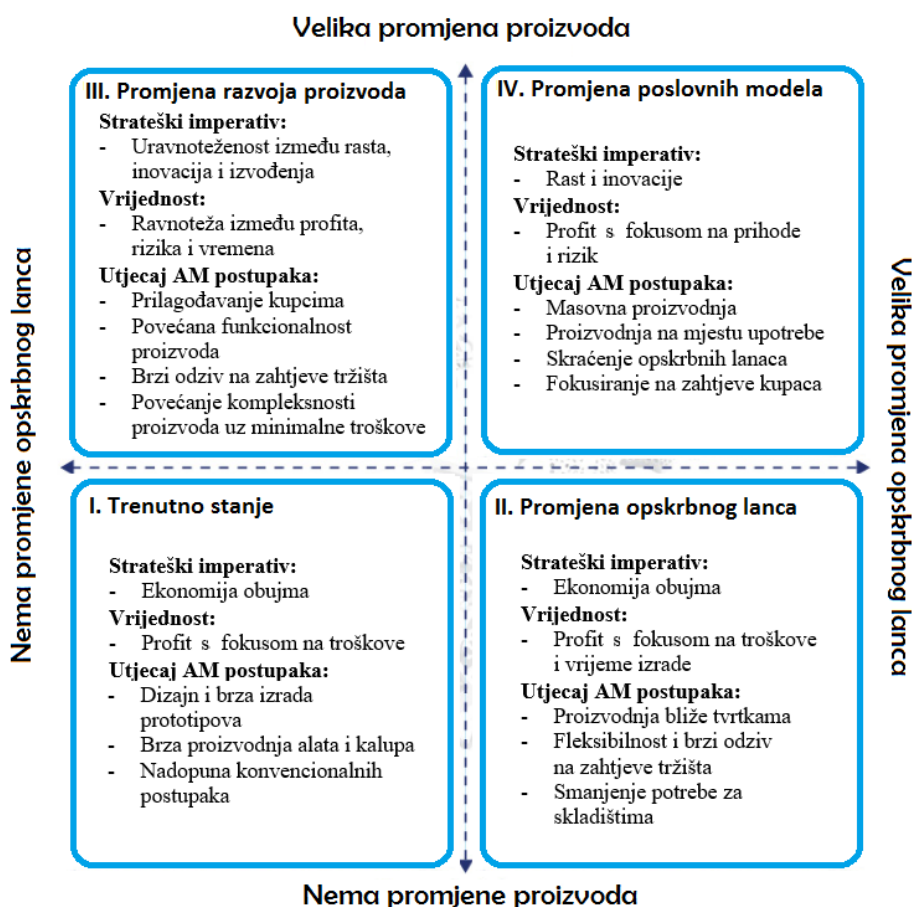 Velika promjena proizvoda
III. Promjena razvoja proizvoda
Strateški imperativ:
- Uravnoteženost između rasta,
inovacija i izvođenja
Vrijednost:
- Ravnoteža između profita,
rizika i vremena
Utjecaj AM postupaka:
- Prilagođavanje kupcima
- Povećana funkcionalnost
proizvoda
- Brzi odziv na zahtjeve tržišta
- Povećanje kompleksnosti
proizvoda uz minimalne troškove
IV. Promjena poslovnih modela
Strateški imperativ:
- Rast i inovacije
Vrijednost:
- Profit s fokusom na prihode
i rizik
Utjecaj AM postupaka:
- Masovna proizvodnja
- Proizvodnja na mjestu upotrebe
- Skraćenje opskrbnih lanaca
- Fokusiranje na zahtjeve kupaca
Nema promjene opskrbnog lanca
Velika promjena opskrbnog lanca
I. Trenutno stanje
Strateški imperativ:
- Ekonomija obujma
Vrijednost:
- Profit s fokusom na troškove
Utjecaj AM postupaka:
- Dizajn i brza izrada
prototipova
- Brza proizvodnja alata i kalupa
- Nadopuna konvencionalnih
postupaka
II. Promjena opskrbnog lanca
Strateški imperativ:
- Ekonomija obujma
Vrijednost:
- Profit s fokusom na troškove
i vrijeme izrade
Utjecaj AM postupaka:
- Proizvodnja bliže tvrtkama
- Fleksibilnost i brzi odziv
na zahtjeve tržišta
- Smanjenje potrebe za
skladištima
Nema promjene proizvoda